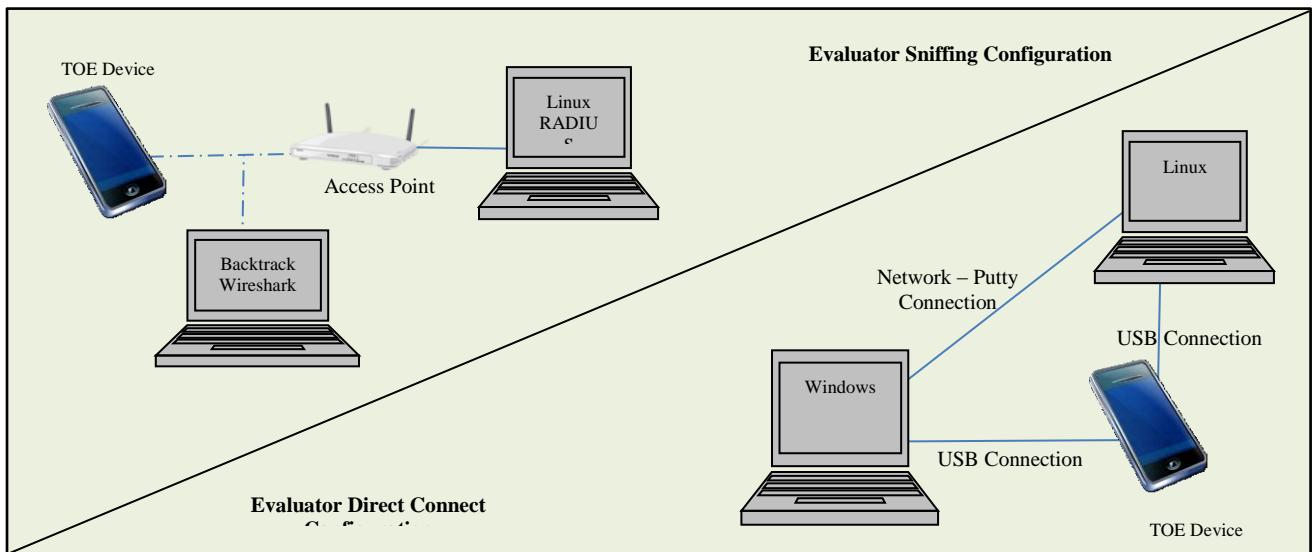 Evaluator Sniffing Configuration
TOE Device
Linux
RADIU
Access Point
Backtrack
Wireshark
Linux
Network – Putty
Connection
USB Connection
Windows
USB Connection
Evaluator Direct Connect
TOE Device